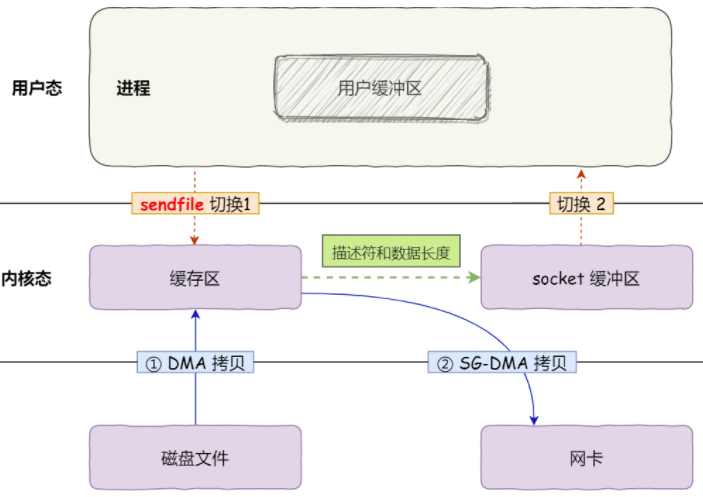 用户态
进程
用户缓冲区
sendfile 切换1
切换 2
内核态
缓存区
描述符和数据长度
socket 缓冲区
① DMA 拷贝
② SG-DMA 拷贝
磁盘文件
网卡